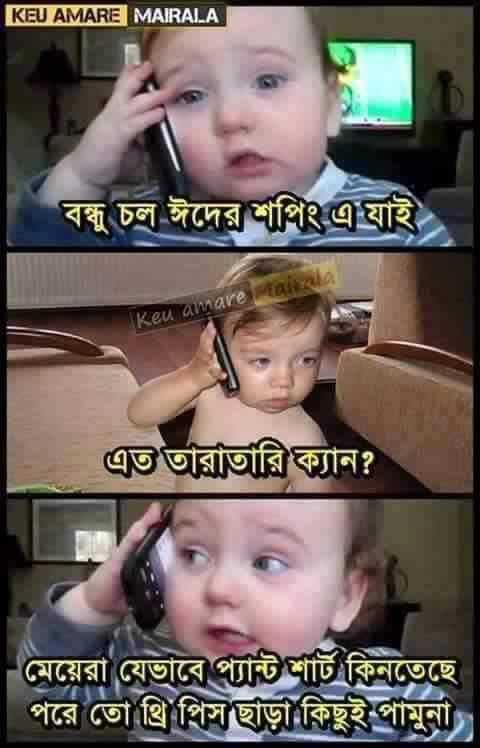 KEU AMARE MAIRALA
বন্ধু চল ঈদের শপিং এ যাই
Keu amare Mairala
এত তারাতারি ক্যান?
মেয়েরা যেভাবে প্যান্ট শার্ট কিনতেছে
পরে তো থ্রি পিস ছাড়া কিছুই পামুনা